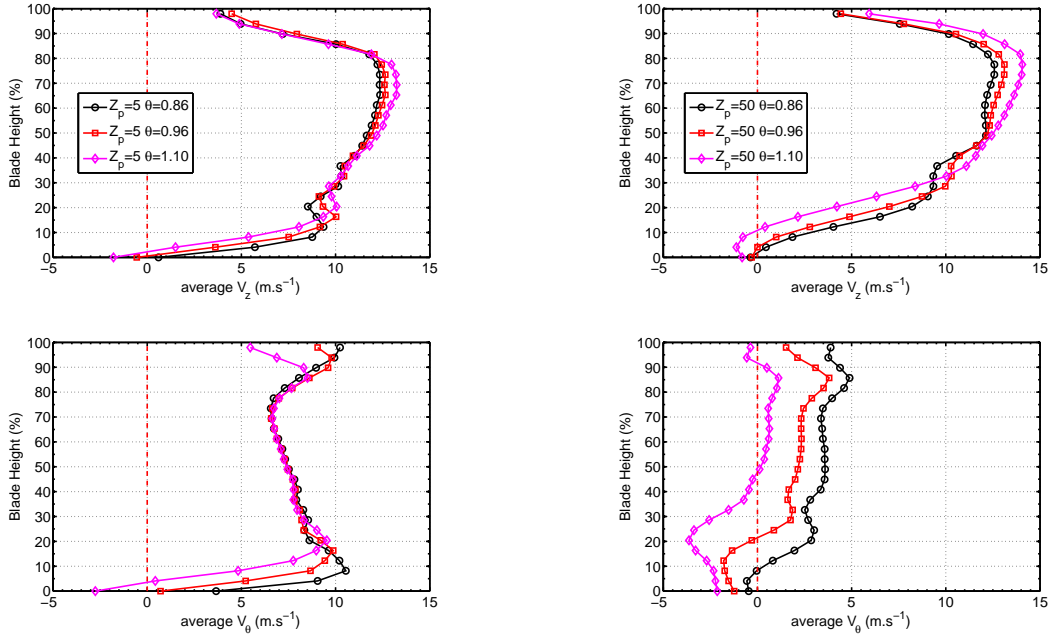 100
90
80
70
60
50
40
30
20
10
0
Blade Height (%)
Z_p=5 θ=0.86
Z_p=5 θ=0.96
Z_p=5 θ=1.10
−5 0 5 10 15
average V_z (m.s⁻¹)
100
90
80
70
60
50
40
30
20
10
0
Blade Height (%)
Z_p=50 θ=0.86
Z_p=50 θ=0.96
Z_p=50 θ=1.10
−5 0 5 10 15
average V_z (m.s⁻¹)
100
90
80
70
60
50
40
30
20
10
0
Blade Height (%)
−5 0 5 10 15
average V_θ (m.s⁻¹)
100
90
80
70
60
50
40
30
20
10
0
Blade Height (%)
−5 0 5 10 15
average V_θ (m.s⁻¹)